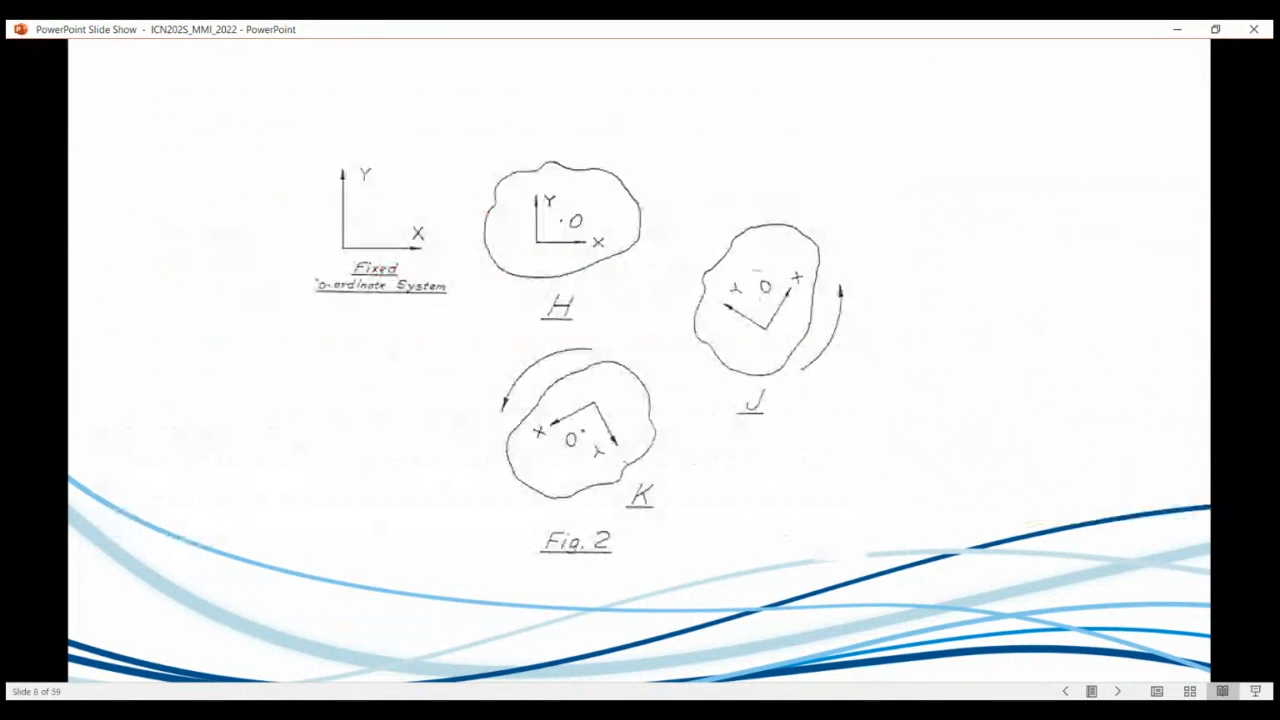 PowerPoint Slide Show - ICN202S_MMI_2022 - PowerPoint
Y
X
Fixed
Co-ordinate System
Y
O
X
H
Y
O
X
J
X
O
Y
K
Fig. 2
Slide 8 of 59